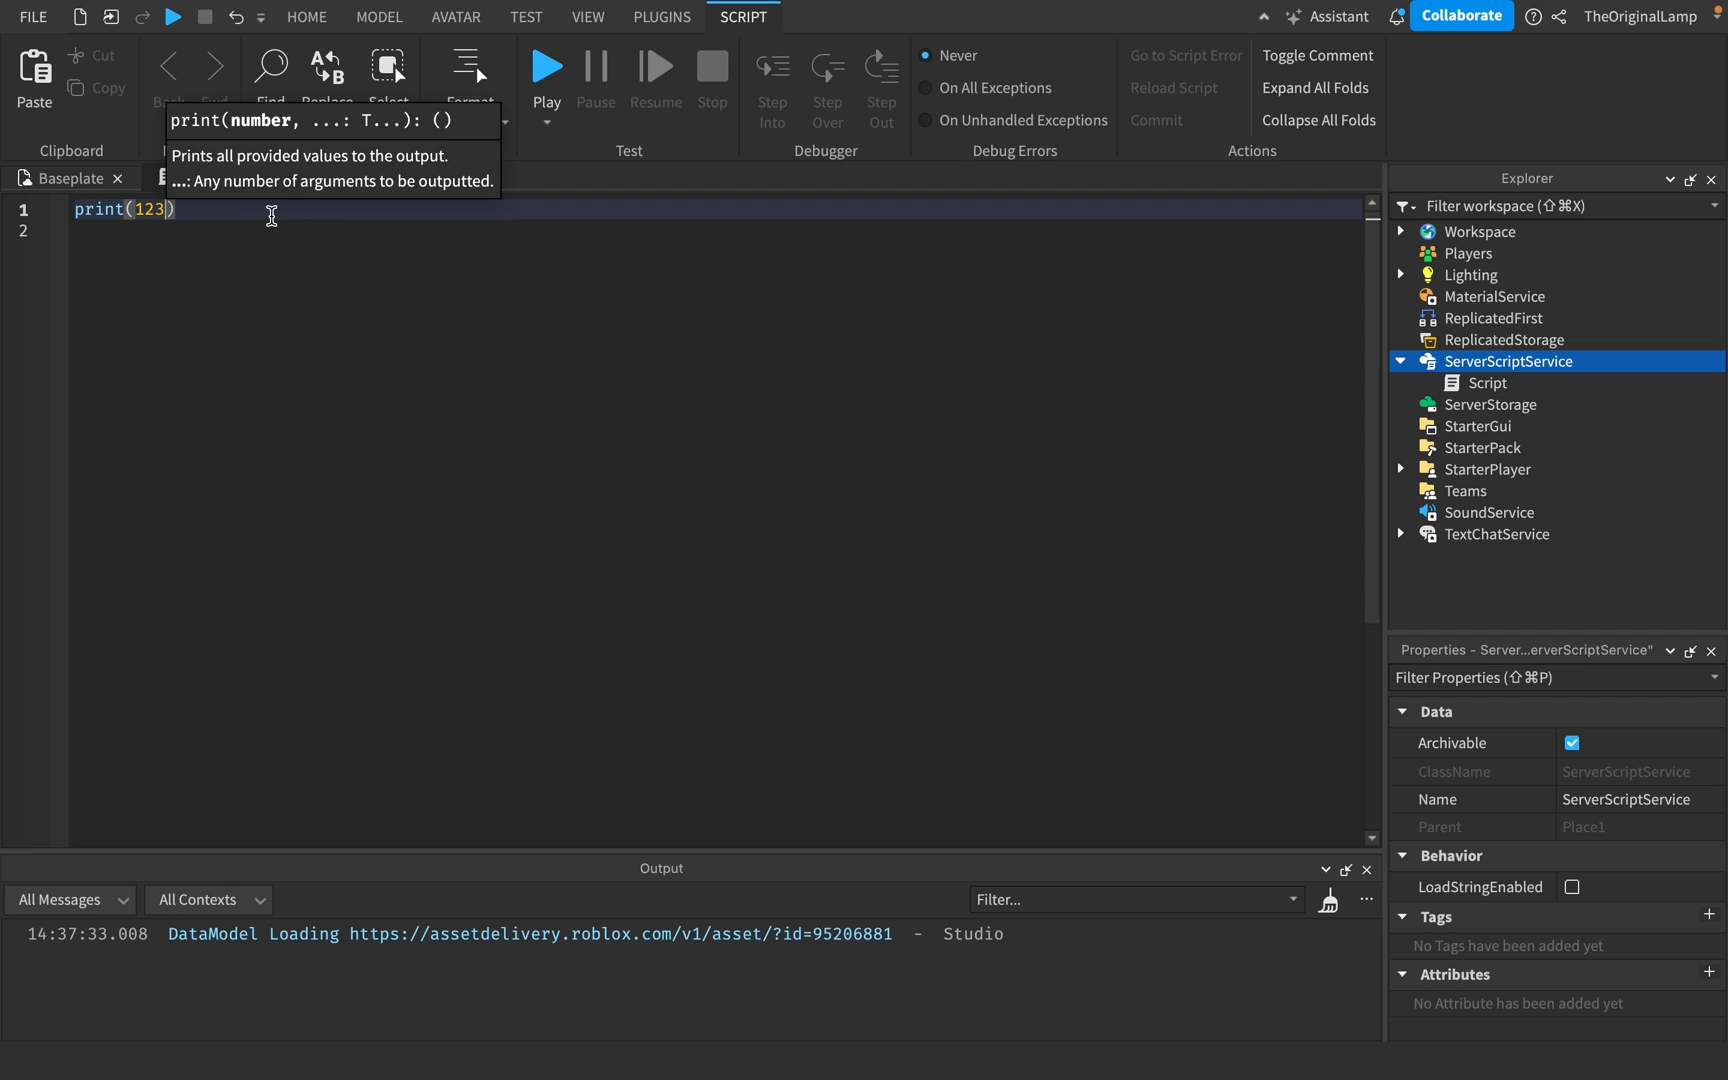 FILE HOME MODEL AVATAR TEST VIEW PLUGINS SCRIPT Assistant Collaborate TheOriginalLamp
Paste Cut Copy
Clipboard
Find Replace Select Format
Play Pause Resume Stop
Test
Step Into Step Over Step Out
Debugger
Never
On All Exceptions
On Unhandled Exceptions
Debug Errors
Go to Script Error
Reload Script
Commit
Toggle Comment
Expand All Folds
Collapse All Folds
Actions
print(number, ...: T...): ()
Prints all provided values to the output.
...: Any number of arguments to be outputted.
Baseplate
1 print(123)
2
Explorer
Filter workspace (⇧⌘X)
Workspace
Players
Lighting
MaterialService
ReplicatedFirst
ReplicatedStorage
ServerScriptService
Script
ServerStorage
StarterGui
StarterPack
StarterPlayer
Teams
SoundService
TextChatService
Properties - Server...erverScriptService"
Filter Properties (⇧⌘P)
Data
Archivable
ClassName ServerScriptService
Name ServerScriptService
Parent Place1
Behavior
LoadStringEnabled
Tags
No Tags have been added yet
Attributes
No Attribute has been added yet
Output
All Messages All Contexts Filter...
14:37:33.008 DataModel Loading https://assetdelivery.roblox.com/v1/asset/?id=95206881 - Studio